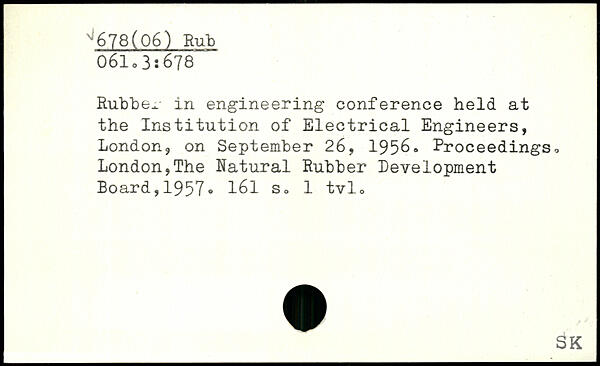 678(06) Rub
061.3:678
Rubber in engineering conference held at
the Institution of Electrical Engineers,
London, on September 26, 1956. Proceedings.
London,The Natural Rubber Development
Board,1957. 161 s. 1 tvl.
SK